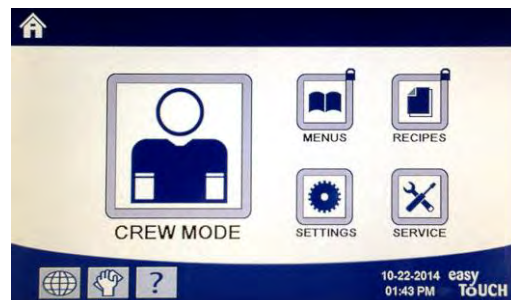 MENUS
RECIPES
CREW MODE
SETTINGS
SERVICE
?
10-22-2014 easy
01:43 PM TOUCH